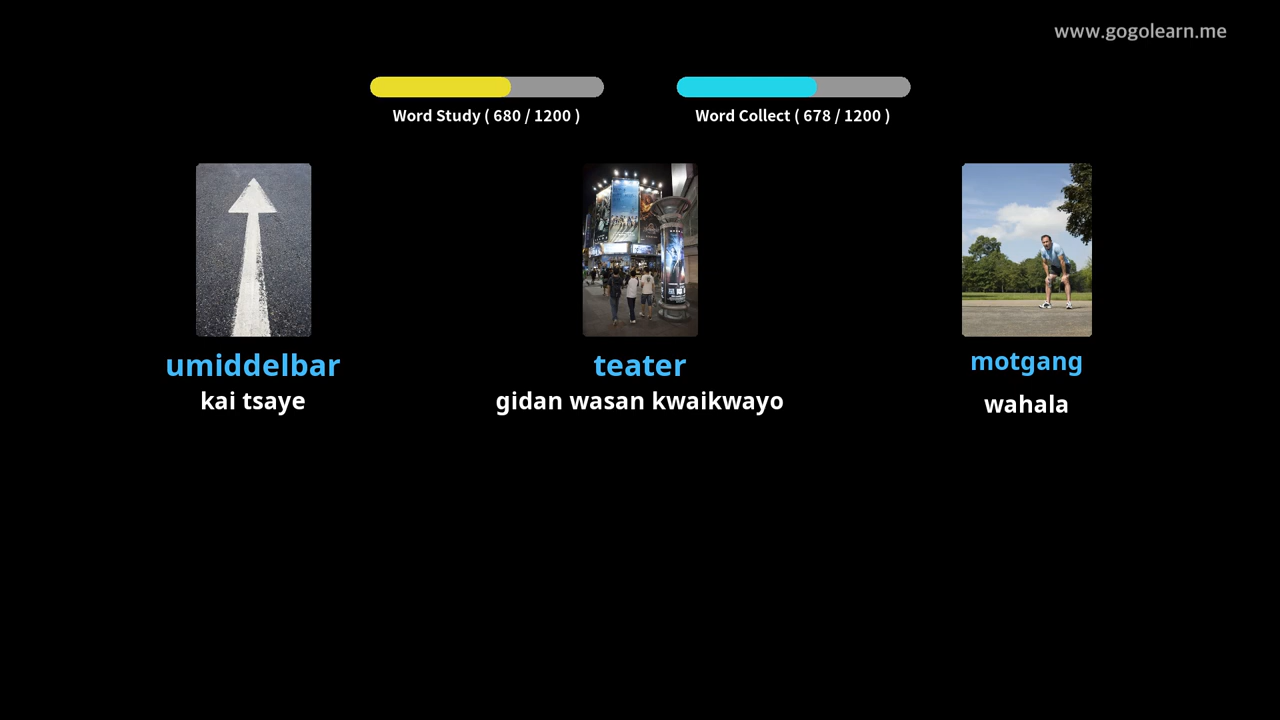 www.gogolearn.me
Word Study ( 680 / 1200 )
Word Collect ( 678 / 1200 )
umiddelbar
kai tsaye
teater
gidan wasan kwaikwayo
motgang
wahala